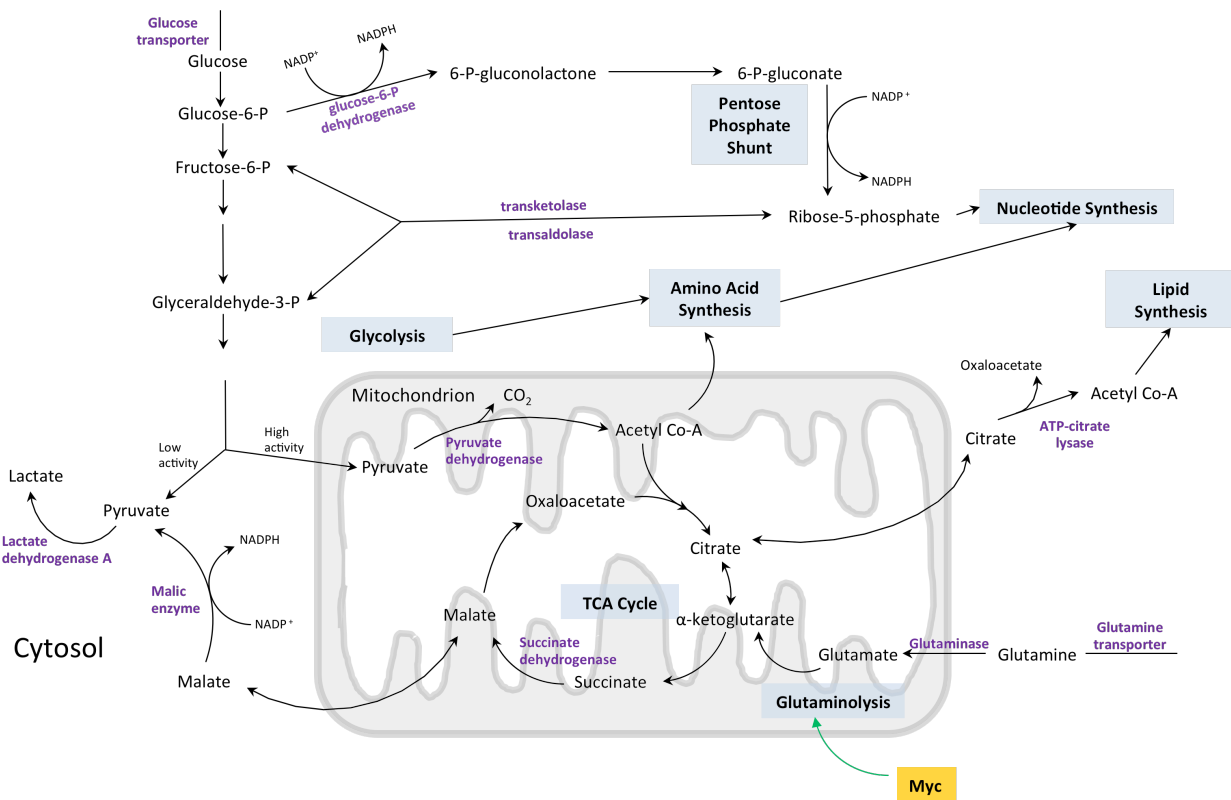 Glucose
transporter
Glucose
NADP⁺
NADPH
6-P-gluconolactone
6-P-gluconate
Glucose-6-P
glucose-6-P
dehydrogenase
Pentose
Phosphate
Shunt
NADP⁺
NADPH
Fructose-6-P
transketolase
transaldolase
Ribose-5-phosphate
Nucleotide Synthesis
Glyceraldehyde-3-P
Amino Acid
Synthesis
Lipid
Synthesis
Glycolysis
Mitochondrion
CO₂
Oxaloacetate
Acetyl Co-A
Citrate
ATP-citrate
lysase
Low
activity
High
activity
Pyruvate
Pyruvate
dehydrogenase
Acetyl Co-A
Lactate
Pyruvate
Oxaloacetate
Lactate
dehydrogenase A
NADPH
Citrate
Malic
enzyme
NADP⁺
TCA Cycle
Malate
α-ketoglutarate
Cytosol
Succinate
dehydrogenase
Glutamate
Glutaminase
Glutamine
Glutamine
transporter
Malate
Succinate
Glutaminolysis
Myc